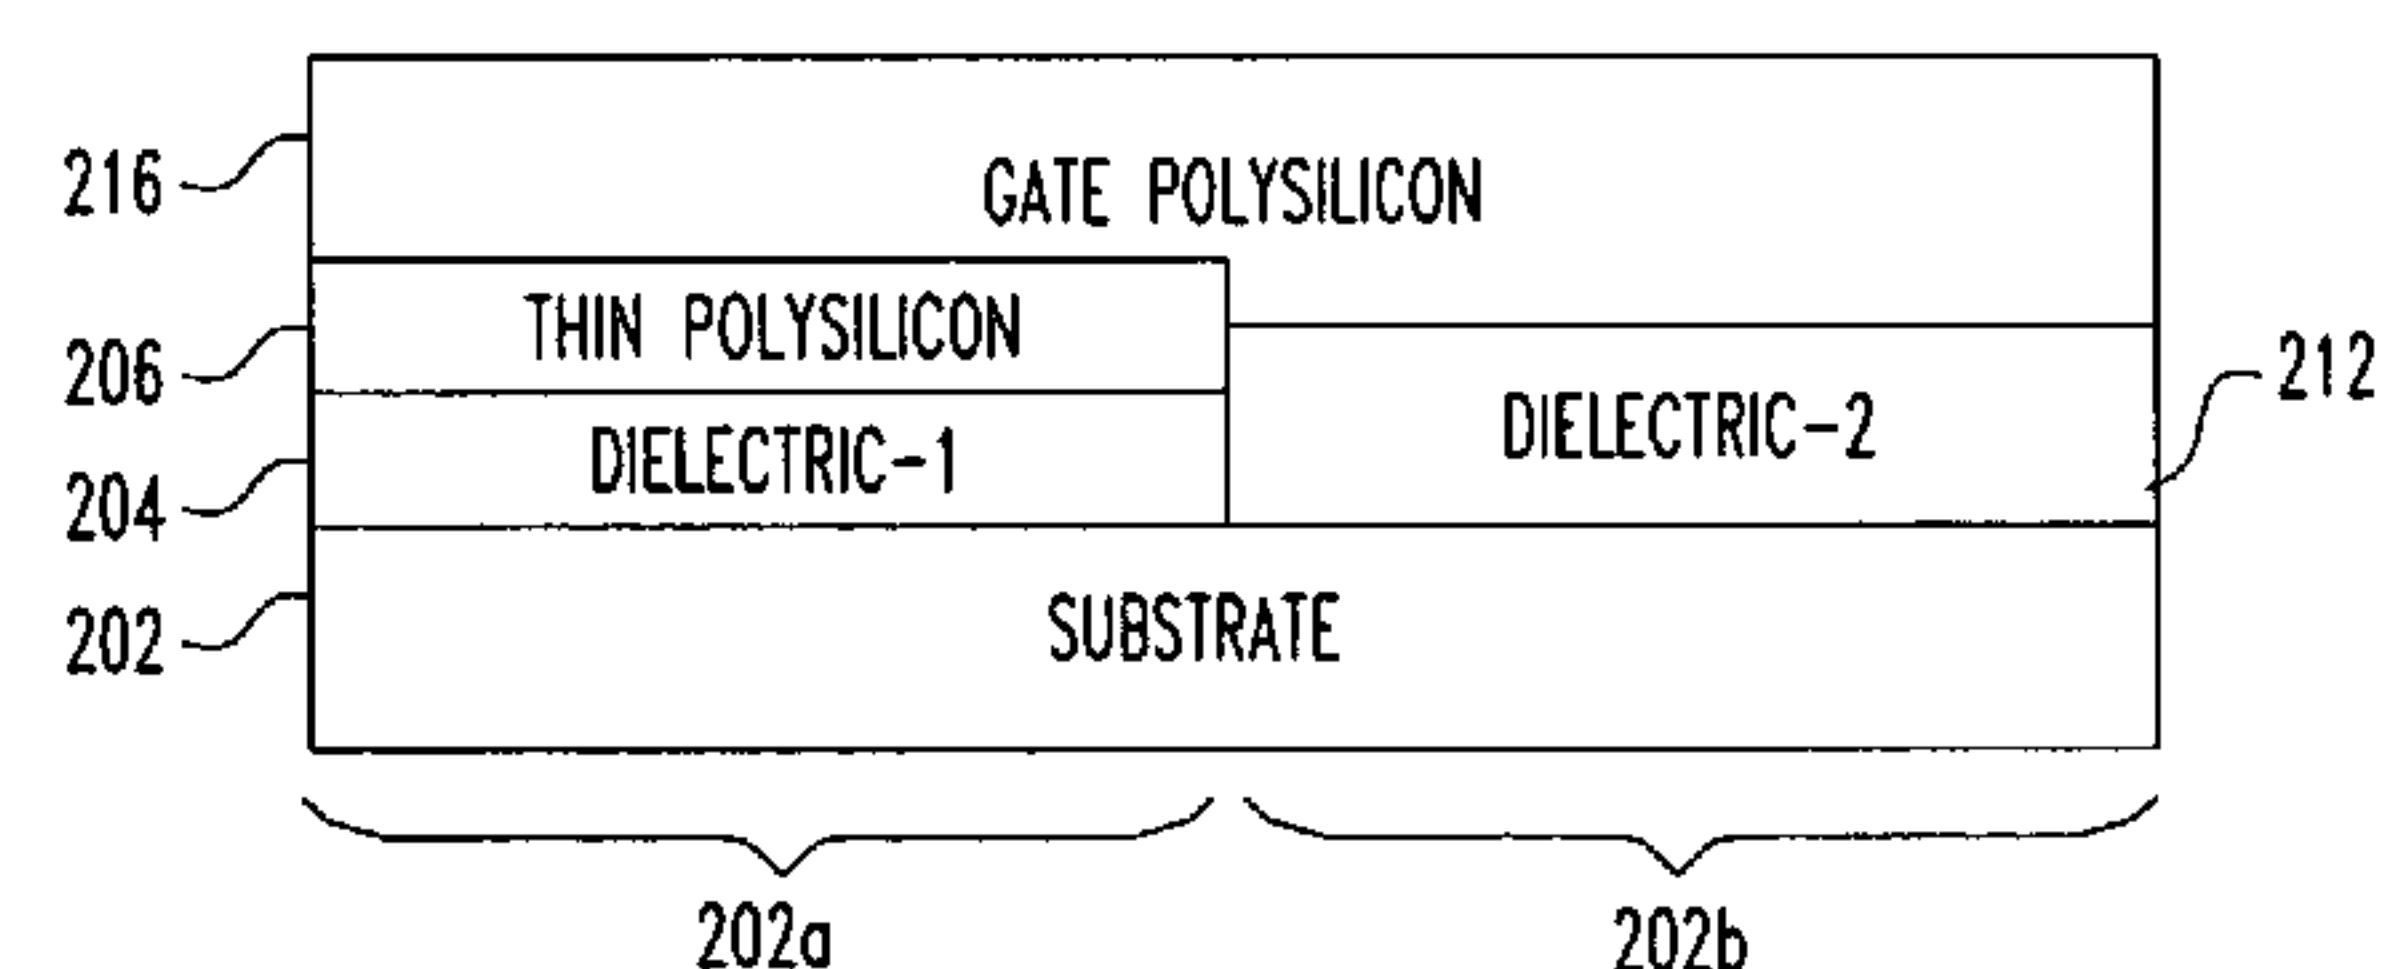 216
GATE POLYSILICON
206
THIN POLYSILICON
212
204
DIELECTRIC-1
DIELECTRIC-2
202
SUBSTRATE
202a
202b